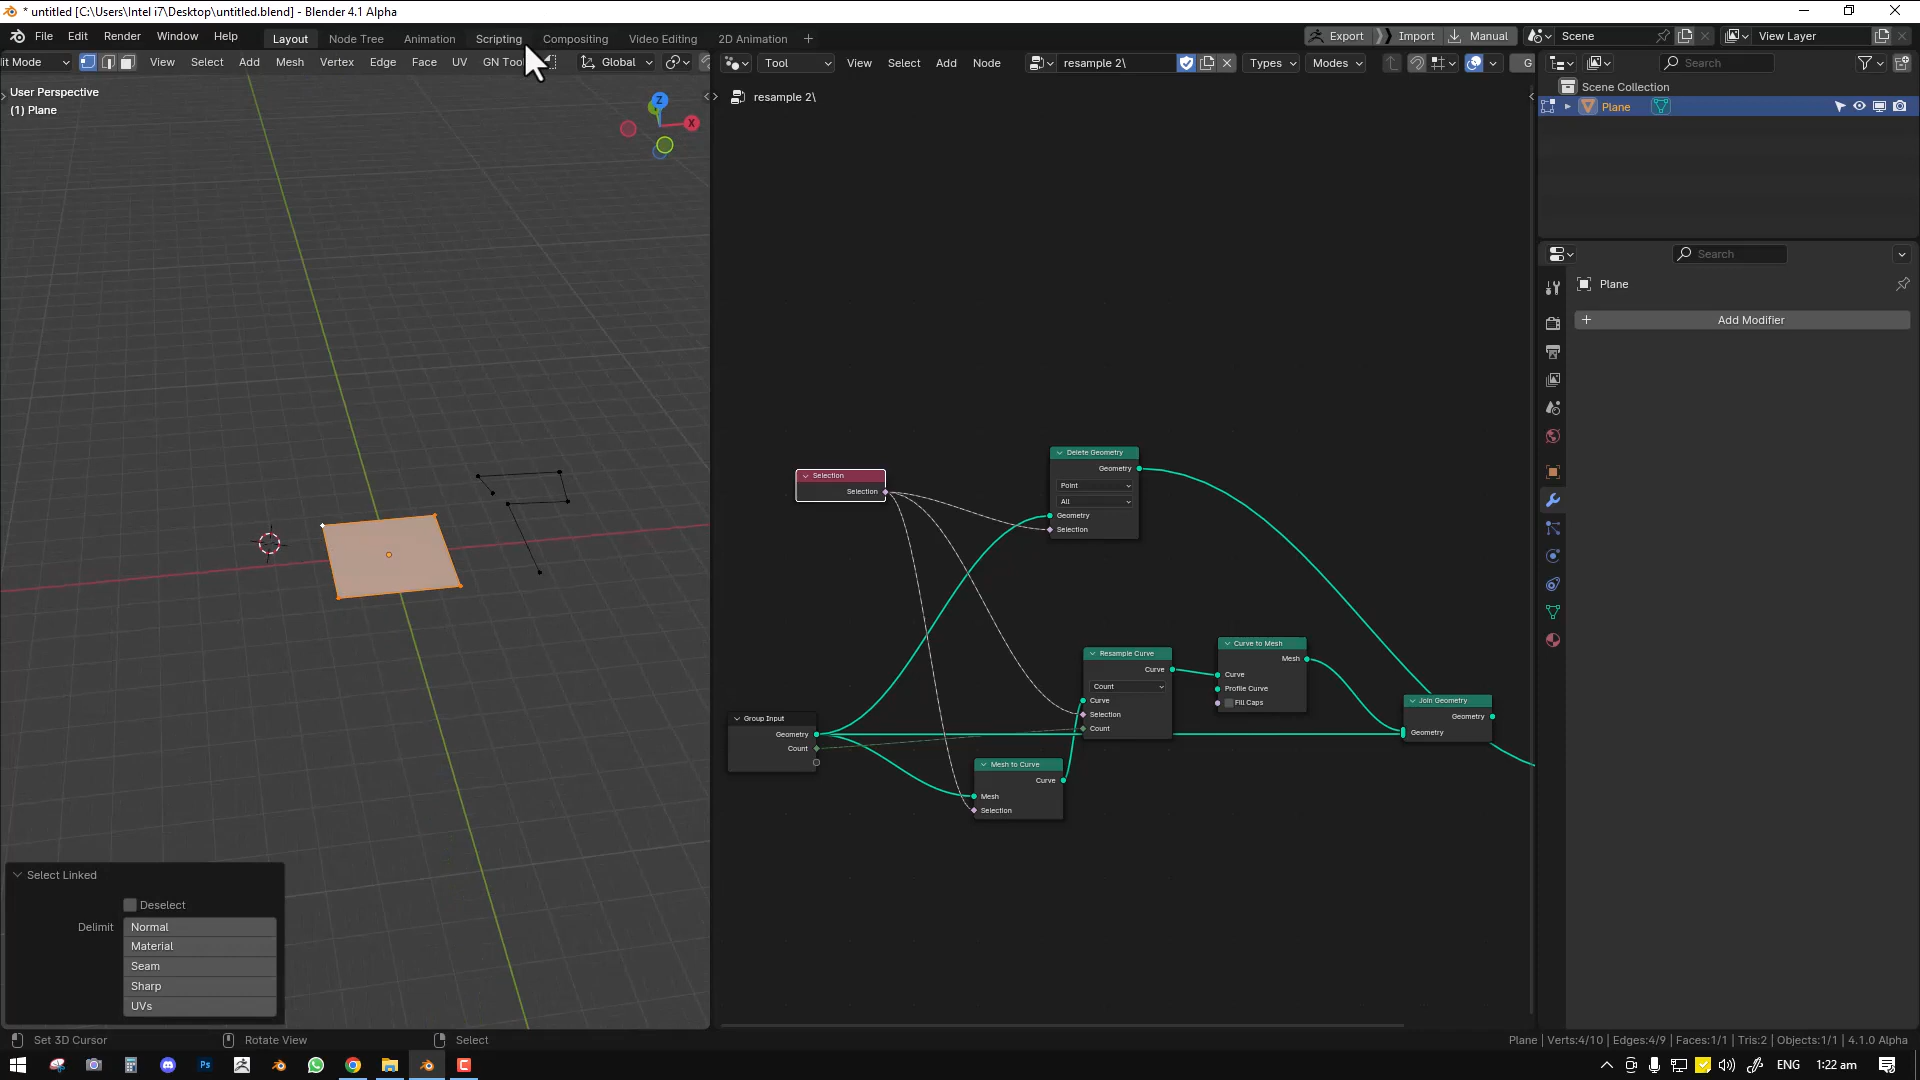 * untitled [C:\Users\Intel i7\Desktop\untitled.blend] - Blender 4.1 Alpha
File Edit Render Window Help
Layout Node Tree Animation Scripting Compositing Video Editing 2D Animation +
Export Import Manual Scene View Layer
it Mode View Select Add Mesh Vertex Edge Face UV GN Too Global
Tool View Select Add Node resample 2\ Types Modes G
Search
User Perspective
(1) Plane
Z
X
resample 2\
Scene Collection
Plane
Search
Plane
Add Modifier
Selection
Selection
Delete Geometry
Geometry
Point
All
Geometry
Selection
Group Input
Geometry
Count
Resample Curve
Curve
Count
Curve
Selection
Count
Curve to Mesh
Mesh
Curve
Profile Curve
Fill Caps
Mesh to Curve
Curve
Mesh
Selection
Join Geometry
Geometry
Geometry
Select Linked
Deselect
Delimit Normal
Material
Seam
Sharp
UVs
Set 3D Cursor Rotate View Select
Plane | Verts:4/10 | Edges:4/9 | Faces:1/1 | Tris:2 | Objects:1/1 | 4.1.0 Alpha
ENG 1:22 am